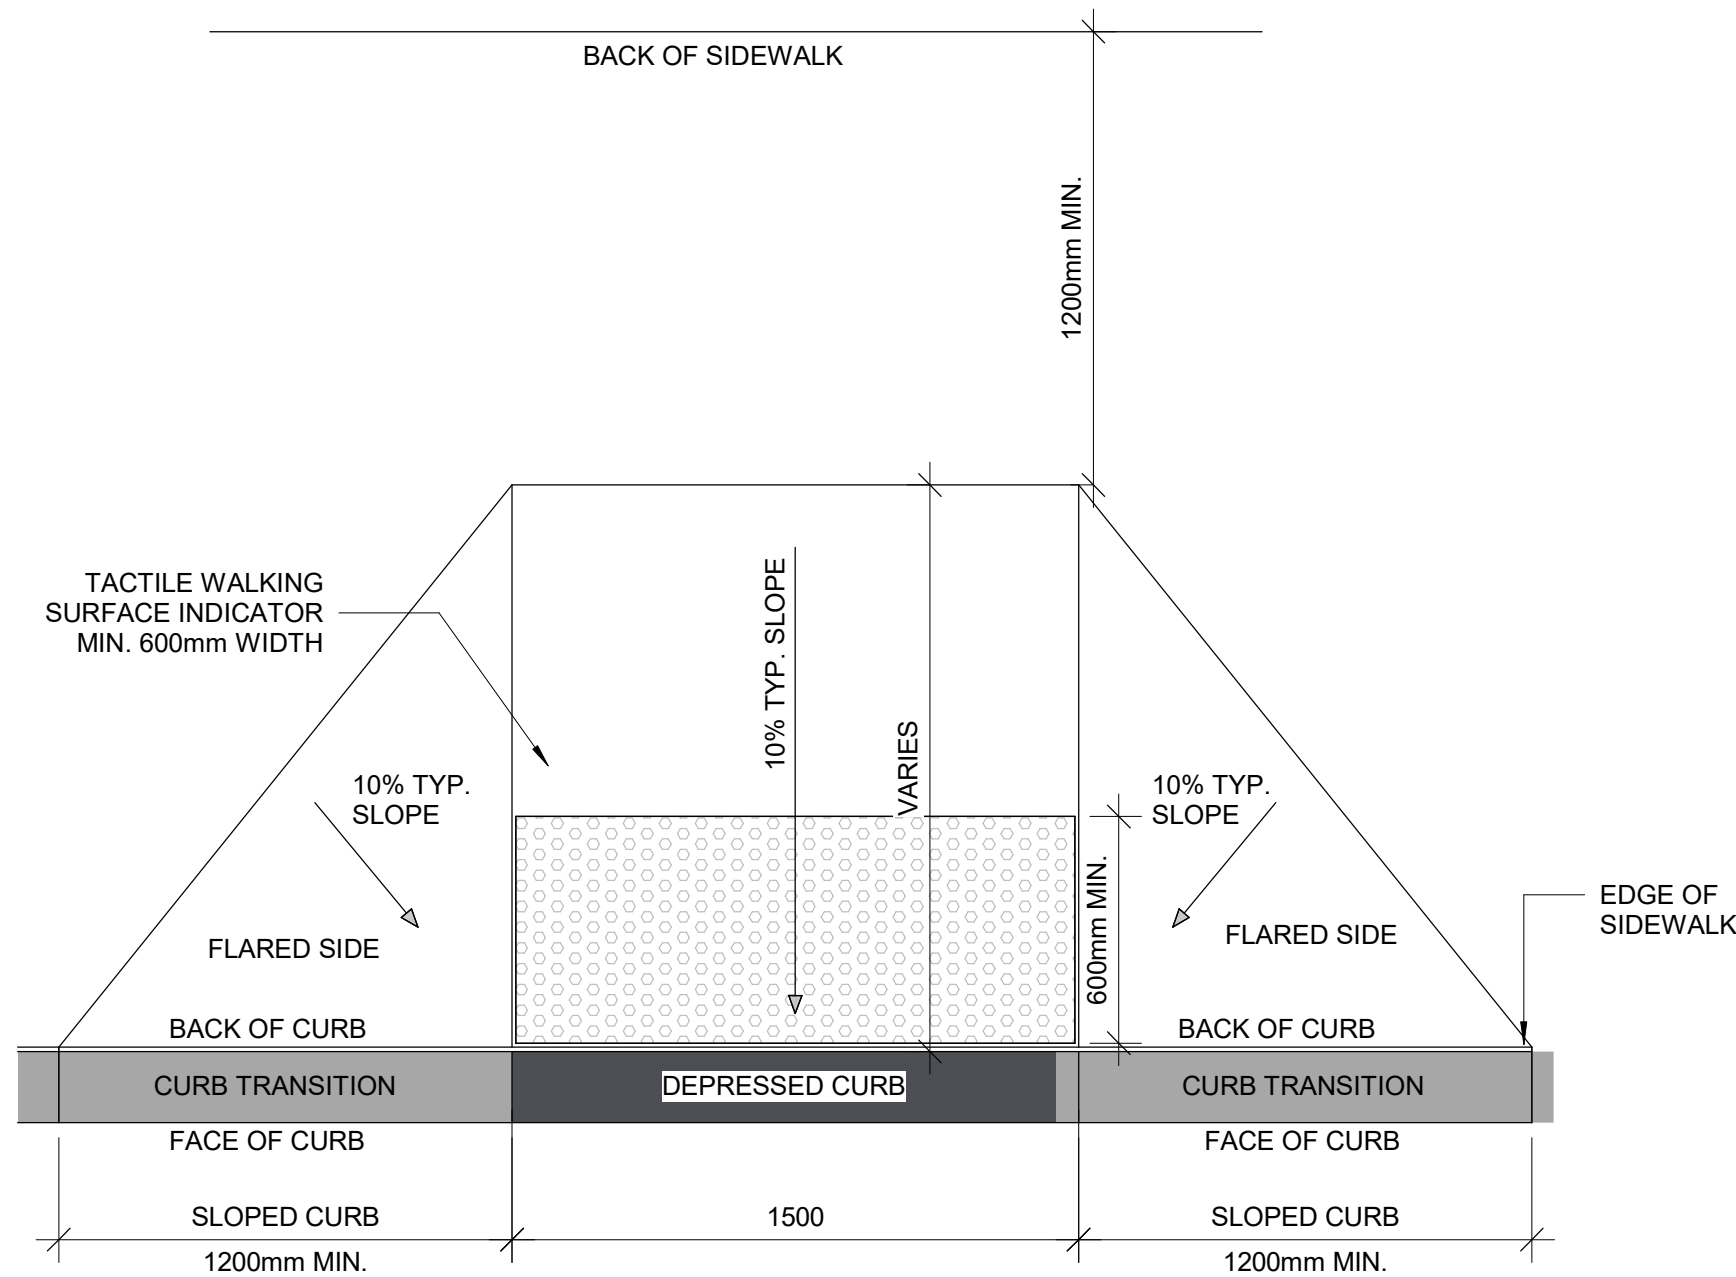 BACK OF SIDEWALK
1200mm MIN.
TACTILE WALKING
SURFACE INDICATOR
MIN. 600mm WIDTH
10% TYP. SLOPE
VARIES
10% TYP.
SLOPE
10% TYP.
SLOPE
600mm MIN.
EDGE OF
SIDEWALK
FLARED SIDE
FLARED SIDE
BACK OF CURB
BACK OF CURB
CURB TRANSITION
DEPRESSED CURB
CURB TRANSITION
FACE OF CURB
FACE OF CURB
SLOPED CURB
1500
SLOPED CURB
1200mm MIN.
1200mm MIN.